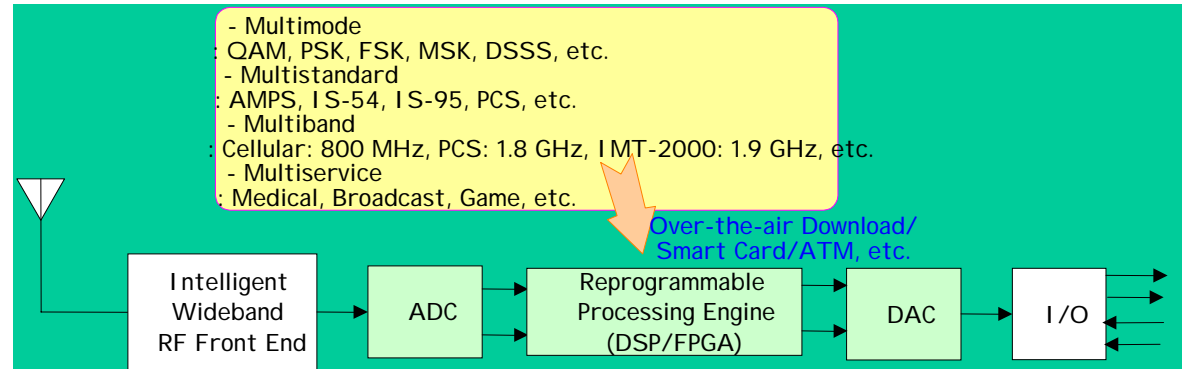 - Multimode
: QAM, PSK, FSK, MSK, DSSS, etc.
- Multistandard
: AMPS, IS-54, IS-95, PCS, etc.
- Multiband
: Cellular: 800 MHz, PCS: 1.8 GHz, IMT-2000: 1.9 GHz, etc.
- Multiservice
: Medical, Broadcast, Game, etc.
Over-the-air Download/
Smart Card/ATM, etc.
Intelligent
Wideband
RF Front End
ADC
Reprogrammable
Processing Engine
(DSP/FPGA)
DAC
I/O